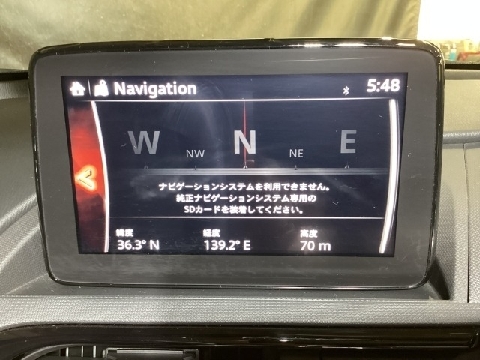 Navigation
5:48
W NW N NE E
ナビゲーションシステムを利用できません。
純正ナビゲーションシステム専用の
SDカードを装着してください。
緯度 経度 高度
36.3° N 139.2° E 70 m